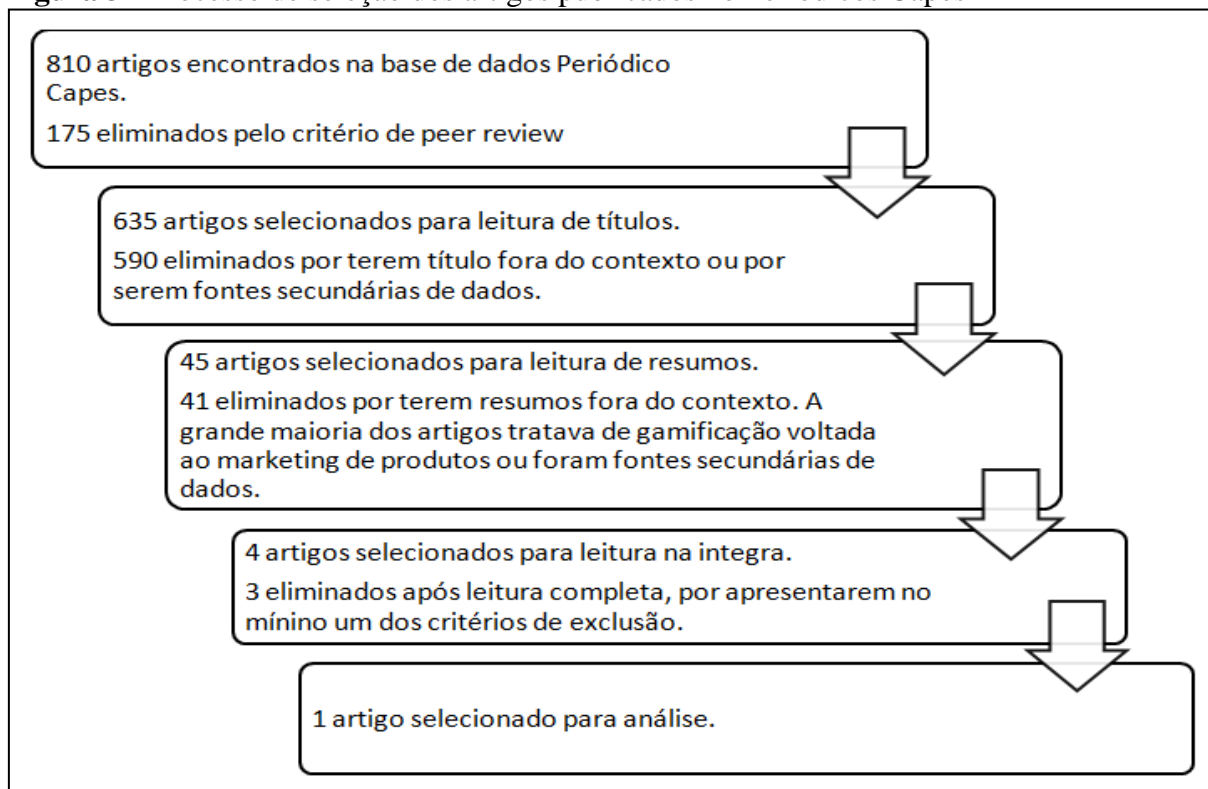 810 artigos encontrados na base de dados Periódico
Capes.
175 eliminados pelo critério de peer review
635 artigos selecionados para leitura de títulos.
590 eliminados por terem título fora do contexto ou por
serem fontes secundárias de dados.
45 artigos selecionados para leitura de resumos.
41 eliminados por terem resumos fora do contexto. A
grande maioria dos artigos tratava de gamificação voltada
ao marketing de produtos ou foram fontes secundárias de
dados.
4 artigos selecionados para leitura na integra.
3 eliminados após leitura completa, por apresentarem no
mínino um dos critérios de exclusão.
1 artigo selecionado para análise.